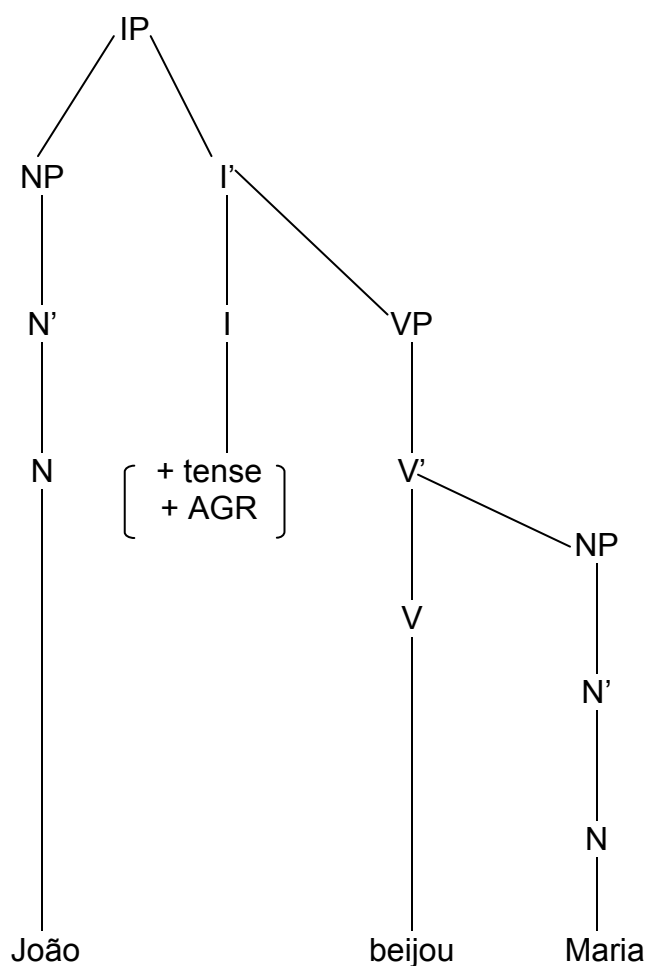 IP
NP I’
N’ I VP
N + tense V’
+ AGR
NP
V
N’
N
João beijou Maria